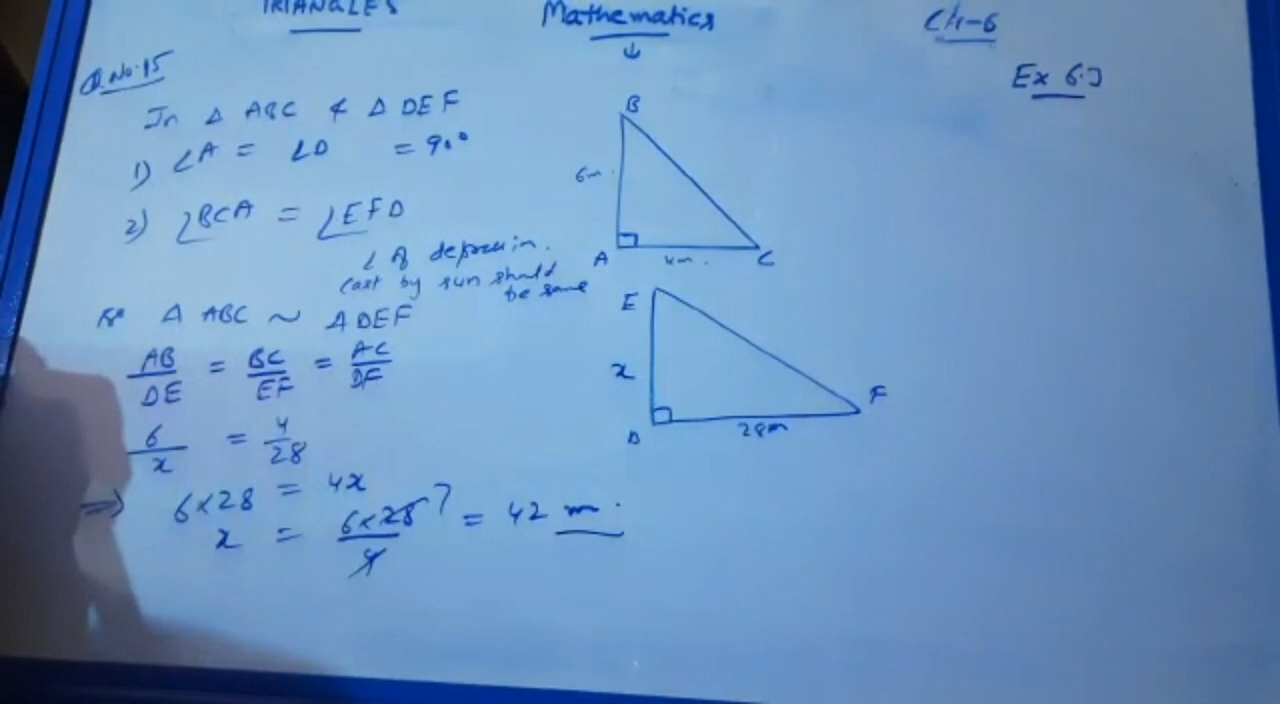 TRIANGLES
Mathematics
Ch-6
Ex 6.3
Q.No.15
In Δ ABC & Δ DEF
1) ∠A = ∠D = 90°
2) ∠BCA = ∠EFD
∠ of depression.
cast by sun should
be same
Δ ABC ~ Δ DEF
AB/DE = BC/EF = AC/DF
6/x = 4/28
⇒ 6×28 = 4x
x = 6×28 7/4 = 42 m.
B
6m.
A
4m.
C
E
x
D
28m
F